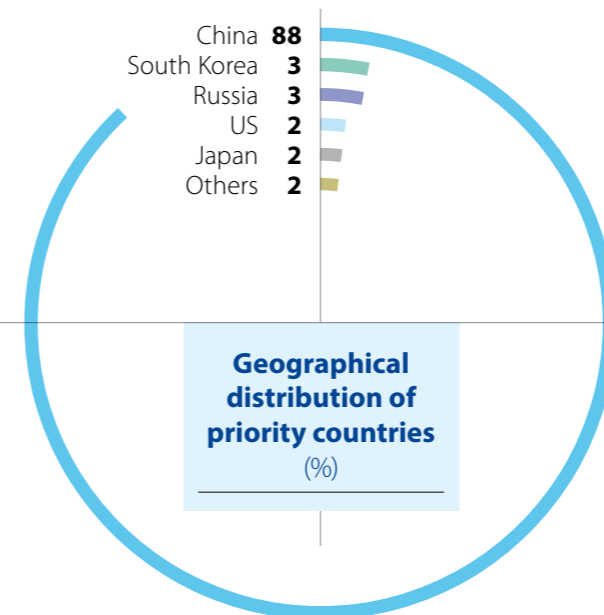 China 88
South Korea 3
Russia 3
US 2
Japan 2
Others 2
Geographical
distribution of
priority countries
(%)